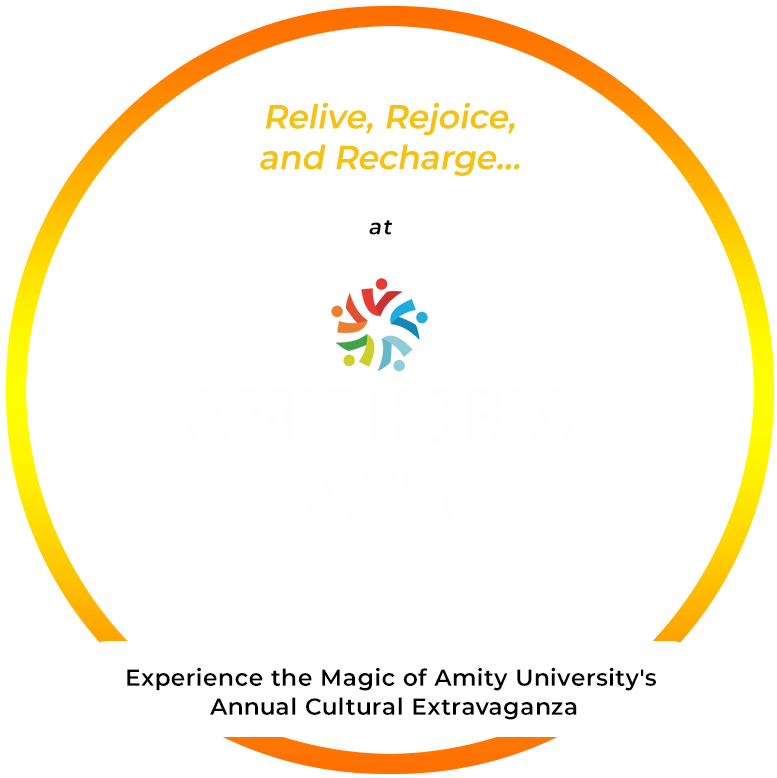 Relive, Rejoice,
and Recharge...
at
AMIPHORIA
2025
Experience the Magic of Amity University's
Annual Cultural Extravaganza